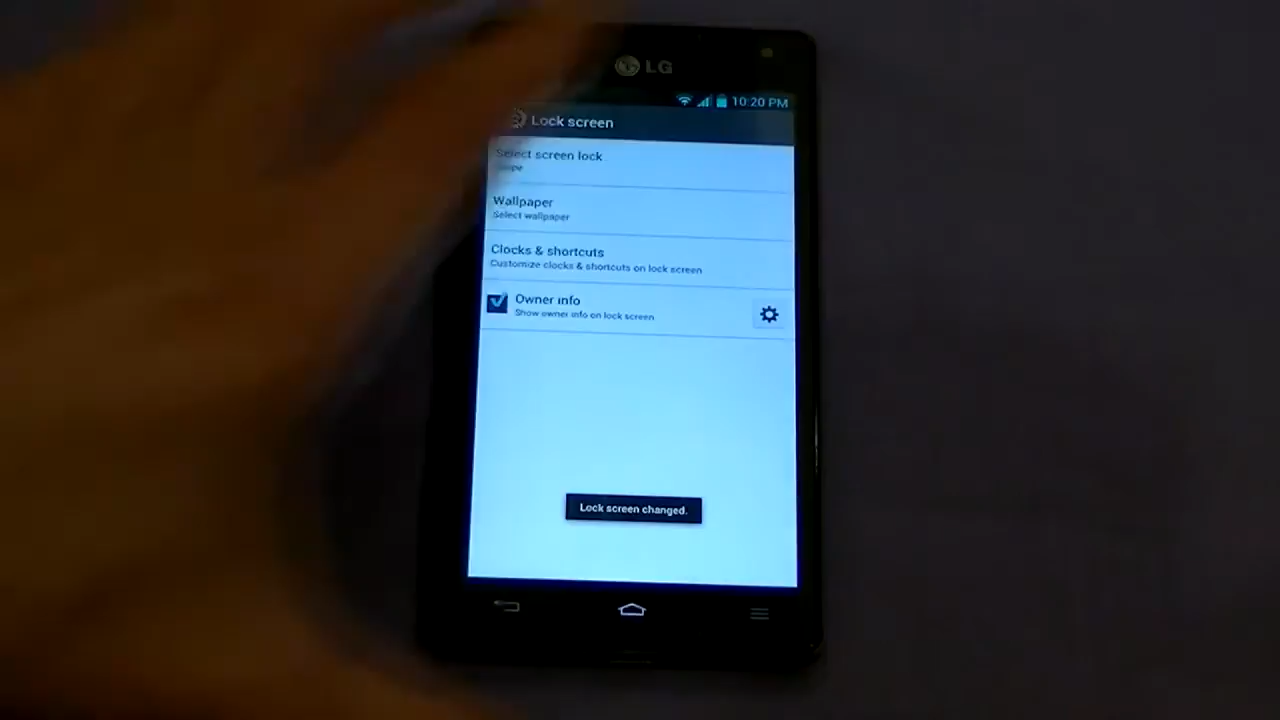 LG
10:20 PM
Lock screen
Select screen lock
Swipe
Wallpaper
Select wallpaper
Clocks & shortcuts
Customize clocks & shortcuts on lock screen
Owner info
Show owner info on lock screen
Lock screen changed.